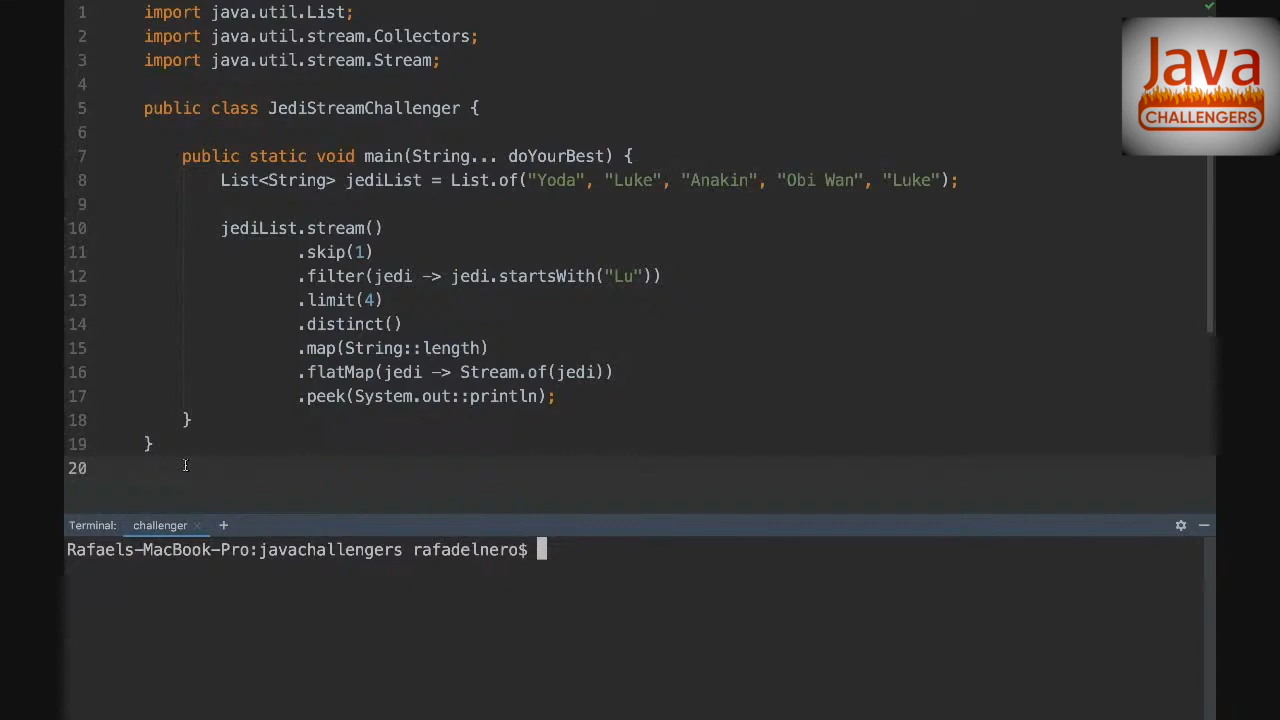 1 import java.util.List;
2 import java.util.stream.Collectors;
3 import java.util.stream.Stream;
4
5 public class JediStreamChallenger {
6
7 public static void main(String... doYourBest) {
8 List<String> jediList = List.of("Yoda", "Luke", "Anakin", "Obi Wan", "Luke");
9
10 jediList.stream()
11 .skip(1)
12 .filter(jedi -> jedi.startsWith("Lu"))
13 .limit(4)
14 .distinct()
15 .map(String::length)
16 .flatMap(jedi -> Stream.of(jedi))
17 .peek(System.out::println);
18 }
19 }
20
Java
CHALLENGERS
Terminal: challenger × +
Rafaels-MacBook-Pro:javachallengers rafadelnero$